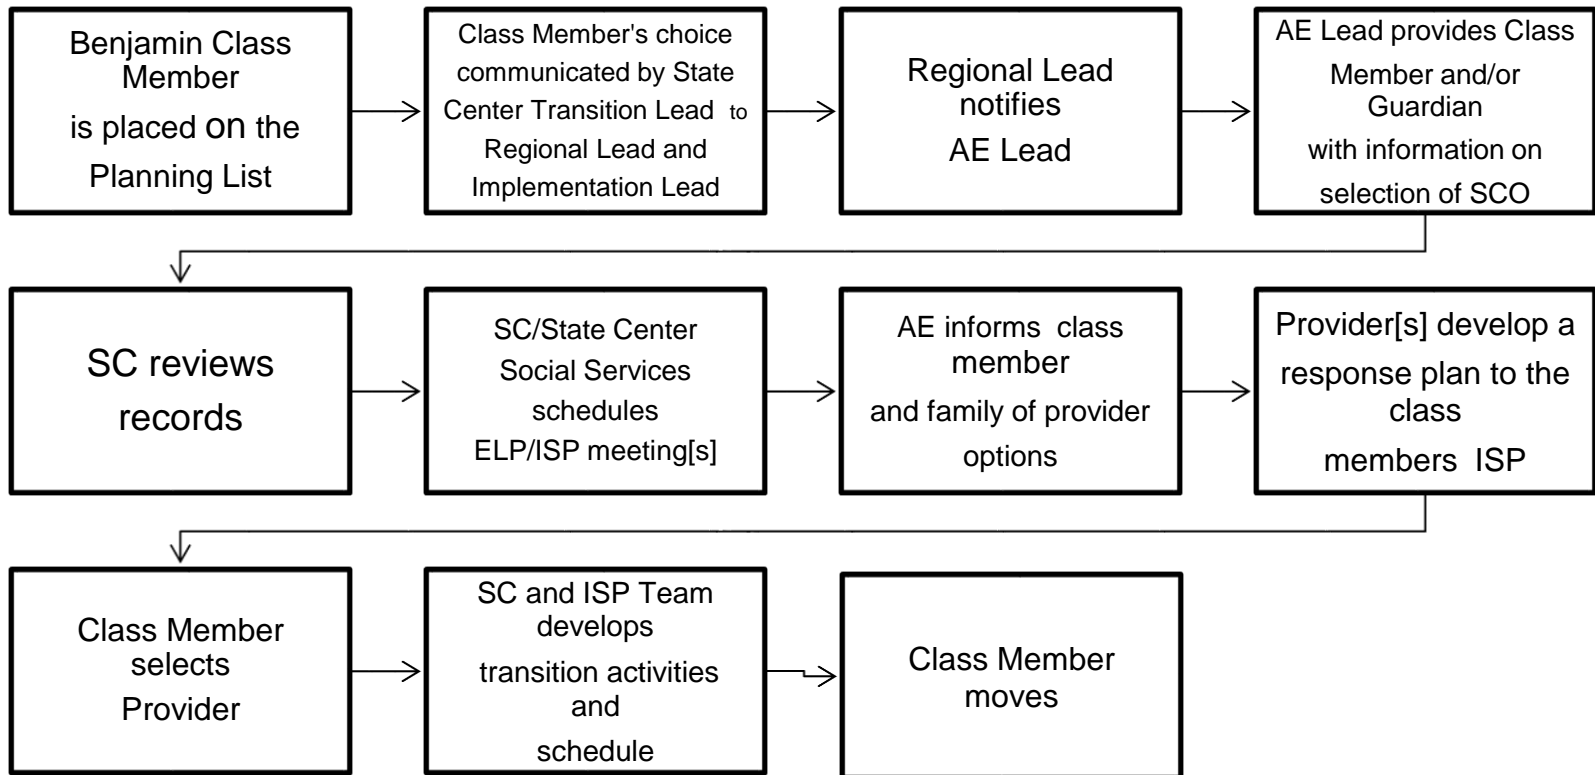 Benjamin Class
Member
is placed on the
Planning List
Class Member's choice
communicated by State
Center Transition Lead to
Regional Lead and
Implementation Lead
Regional Lead
notifies
AE Lead
AE Lead provides Class
Member and/or
Guardian
with information on
selection of SCO
SC reviews
records
SC/State Center
Social Services
schedules
ELP/ISP meeting[s]
AE informs class
member
and family of provider
options
Provider[s] develop a
response plan to the
class
members ISP
Class Member
selects
Provider
SC and ISP Team
develops
transition activities
and
schedule
Class Member
moves